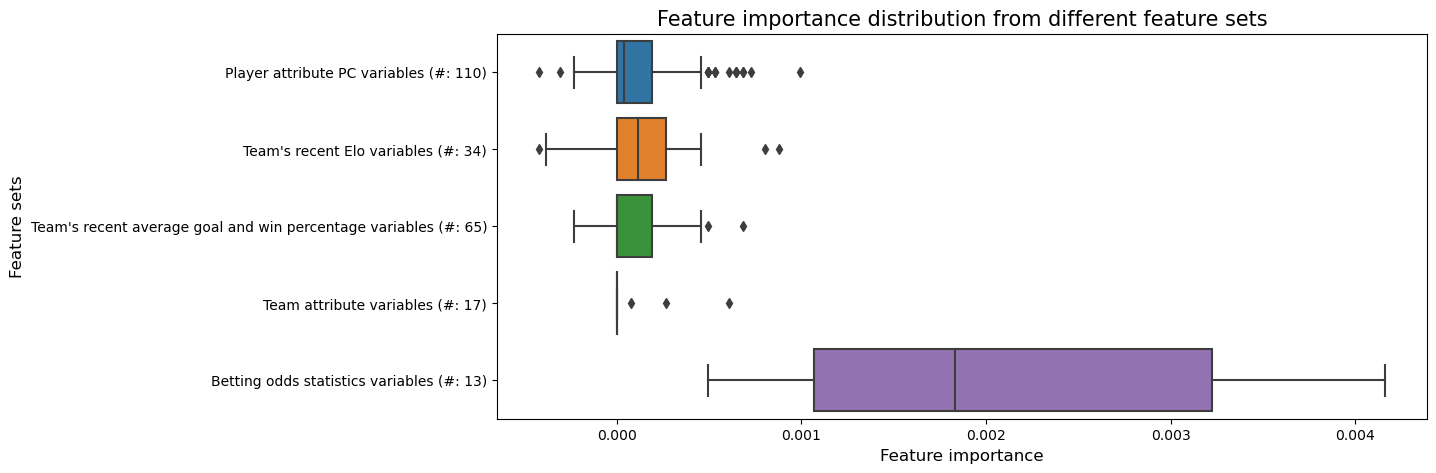 Feature importance distribution from different feature sets
Feature sets
Player attribute PC variables (#: 110)
Team's recent Elo variables (#: 34)
Team's recent average goal and win percentage variables (#: 65)
Team attribute variables (#: 17)
Betting odds statistics variables (#: 13)
0.000 0.001 0.002 0.003 0.004
Feature importance